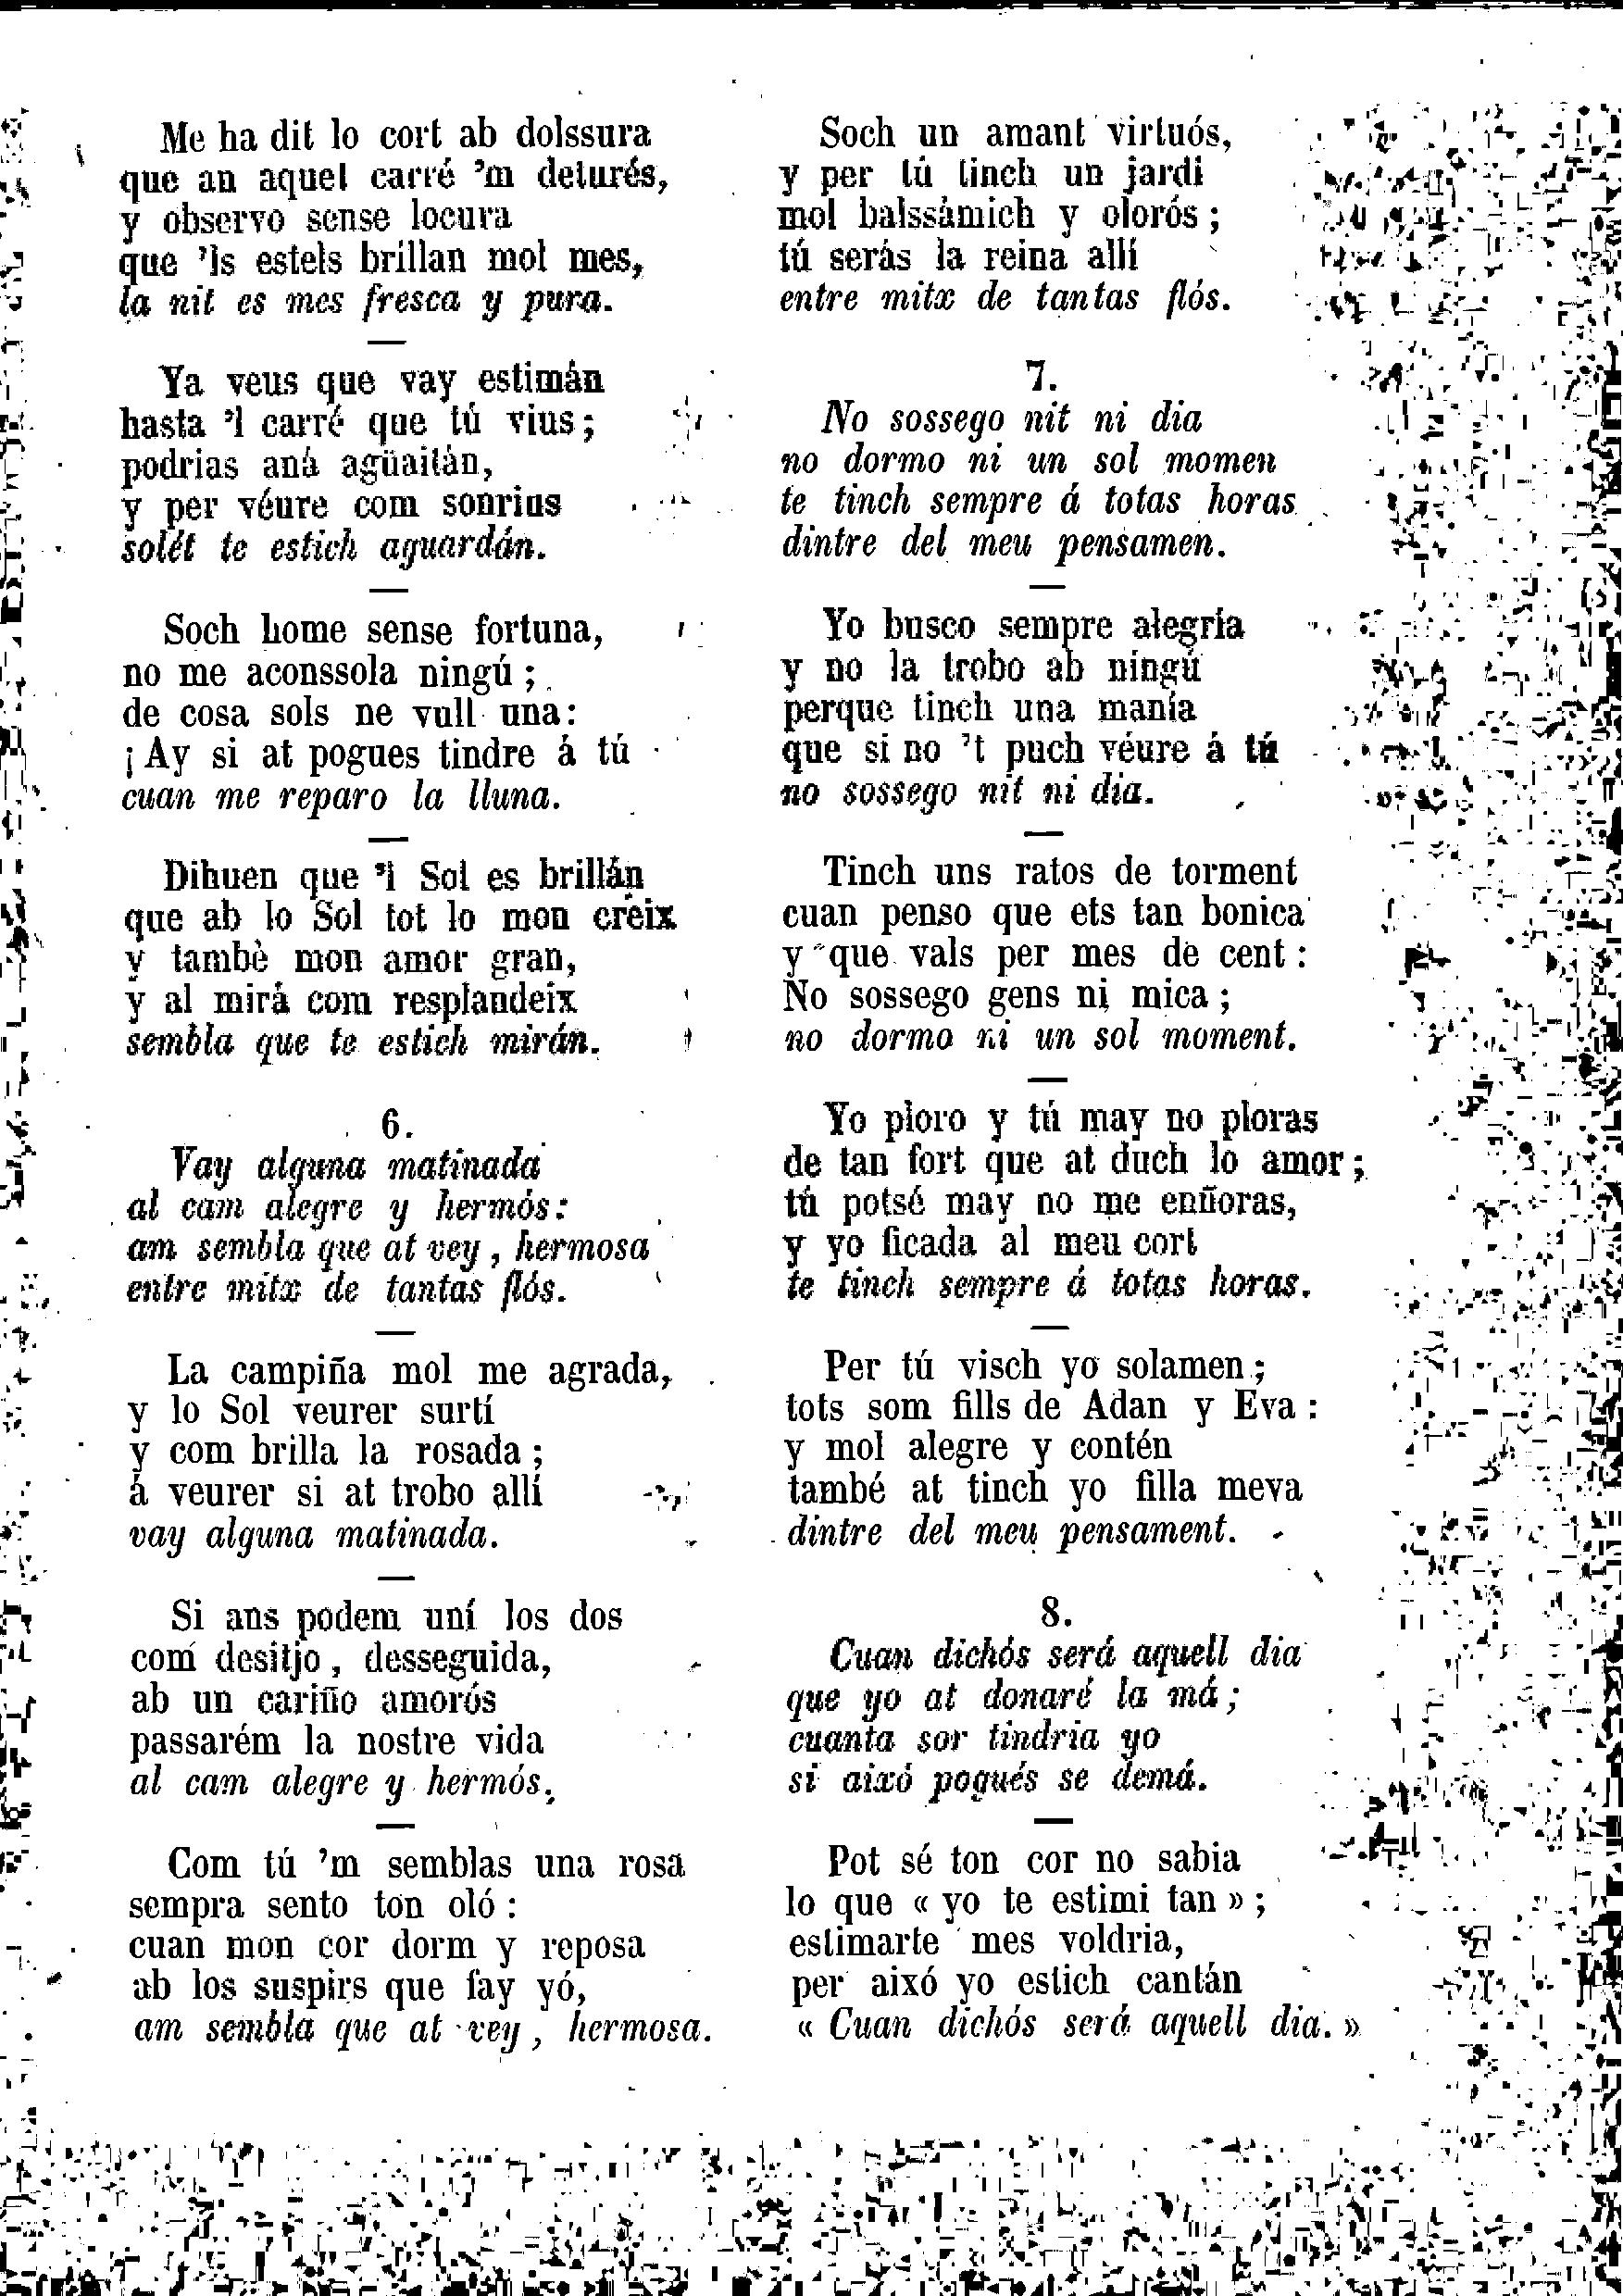 Me ha dit lo cort ab dolssura
que an aquel carré ’m deturés,
y observo sense locura
que ’ls estels brillan mol mes,
la nit es mes fresca y pura.
Ya veus que vay estimán
hasta ’l carré que tú vius;
podrias aná agüaitán,
y per véure com sonrius
solét te estich aguardán.
Soch home sense fortuna,
no me aconssola ningú ;
de cosa sols ne vull una:
¡ Ay si at pogues tindre á tú
cuan me reparo la lluna.
Dihuen que ’l Sol es brillán
que ab lo Sol tot lo mon creix
y tambè mon amor gran,
y al mirá com resplandeix
sembla que te estich mirán.
6.
Vay alguna matinada
al cam alegre y hermós:
am sembla que at vey , hermosa
entre mitx de tantas flós.
La campiña mol me agrada,
y lo Sol veurer surtí
y com brilla la rosada ;
á veurer si at trobo allí
vay alguna matinada.
Si ans podem uní los dos
com desitjo , desseguida,
ab un cariño amorós
passarém la nostre vida
al cam alegre y hermós.
Com tú ’m semblas una rosa
sempra sento ton oló :
cuan mon cor dorm y reposa
ab los suspirs que fay yó,
am sembla que at vey , hermosa.
Soch un amant virtuós,
y per tú tinch un jardi
mol balssámich y olorós ;
tú serás la reina allí
entre mitx de tantas flós.
7.
No sossego nit ni dia
no dormo ni un sol momen
te tinch sempre á totas horas
dintre del meu pensamen.
Yo busco sempre alegría
y no la trobo ab ningú
perque tinch una manía
que si no ’t puch véure á tú
no sossego nit ni dia.
Tinch uns ratos de torment
cuan penso que ets tan bonica
y que vals per mes de cent :
No sossego gens ni mica ;
no dormo ni un sol moment.
Yo ploro y tú may no ploras
de tan fort que at duch lo amor ;
tú potsé may no me enñoras,
y yo ficada al meu cort
te tinch sempre á totas horas.
Per tú visch yo solamen ;
tots som fills de Adan y Eva :
y mol alegre y contén
també at tinch yo filla meva
dintre del meu pensament.
8.
Cuan dichós será aquell dia
que yo at donaré la má ;
cuanta sor tindria yo
si aixó pogués se demá.
Pot sé ton cor no sabia
lo que « yo te estimi tan » ;
estimarte mes voldria,
per aixó yo estich cantán
« Cuan dichós será aquell dia. »